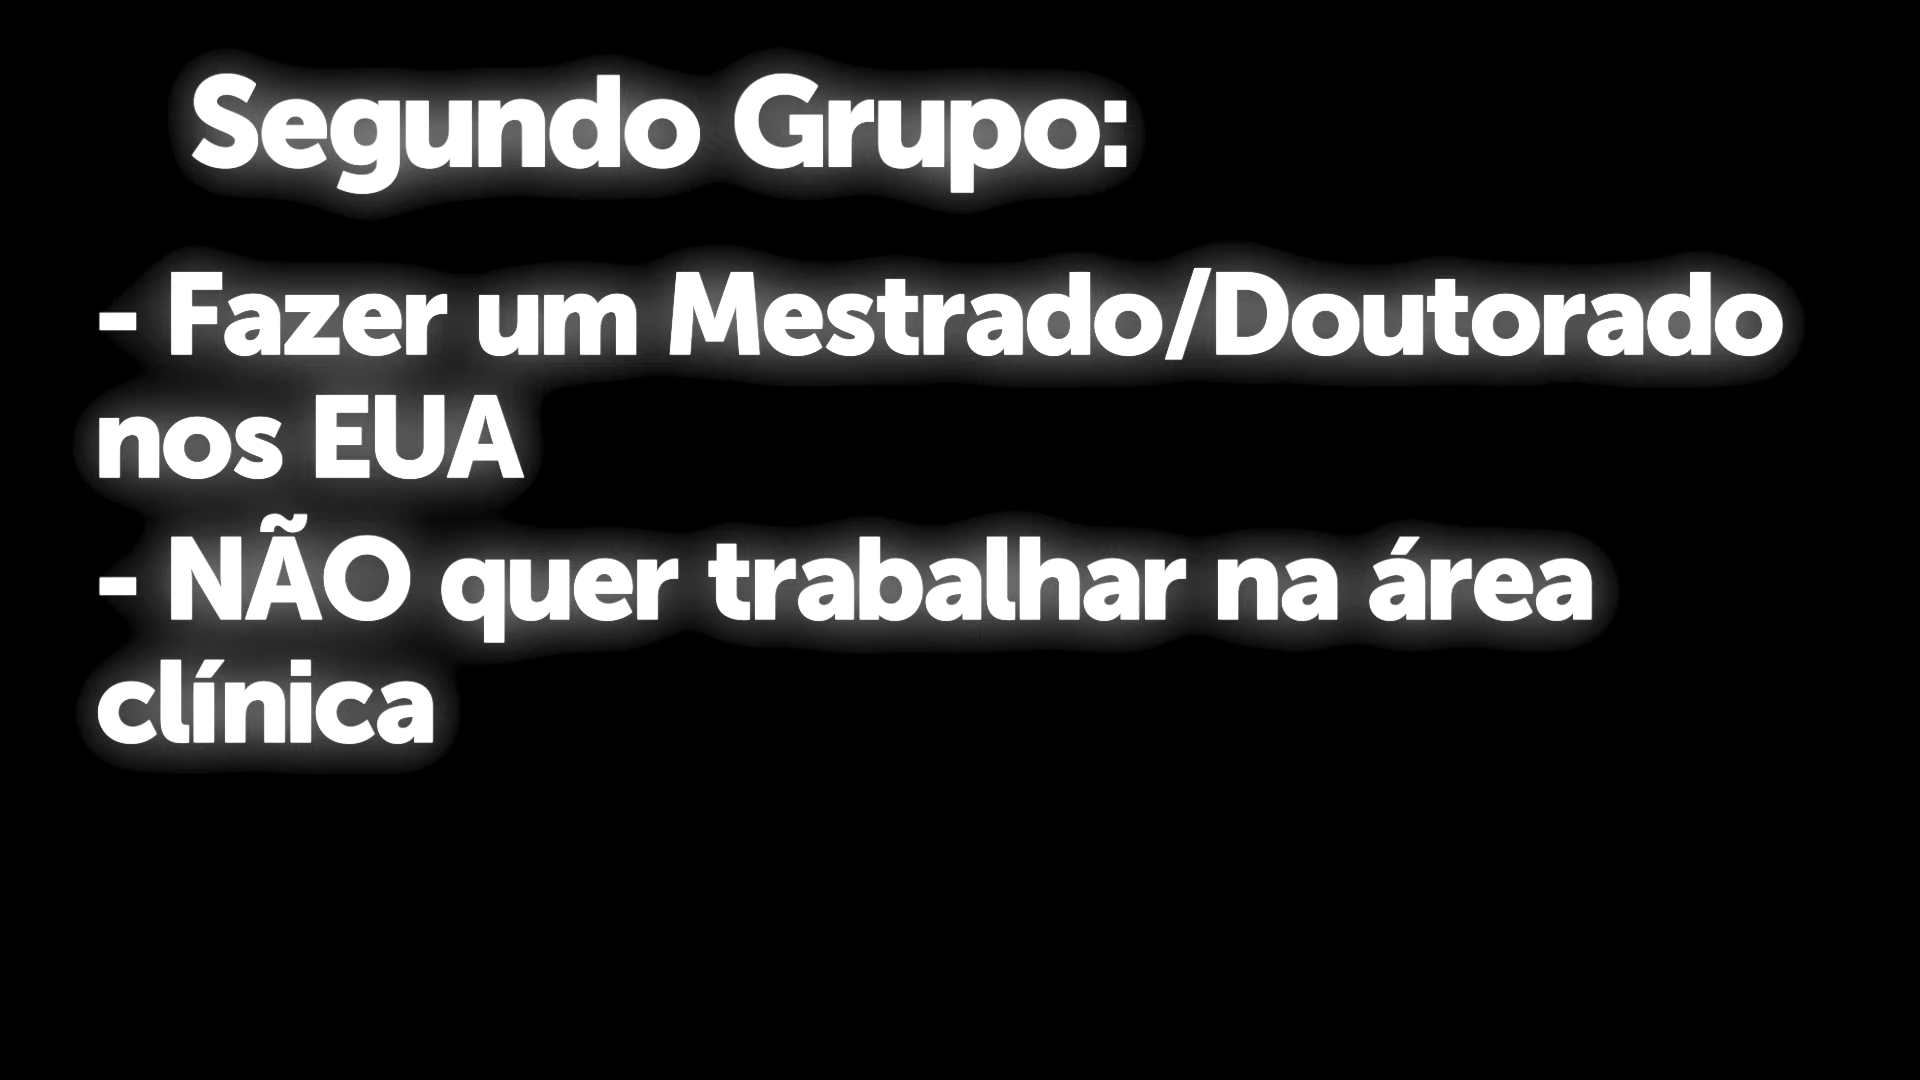 Segundo Grupo:
- Fazer um Mestrado/Doutorado
nos EUA
- NÃO quer trabalhar na área
clínica